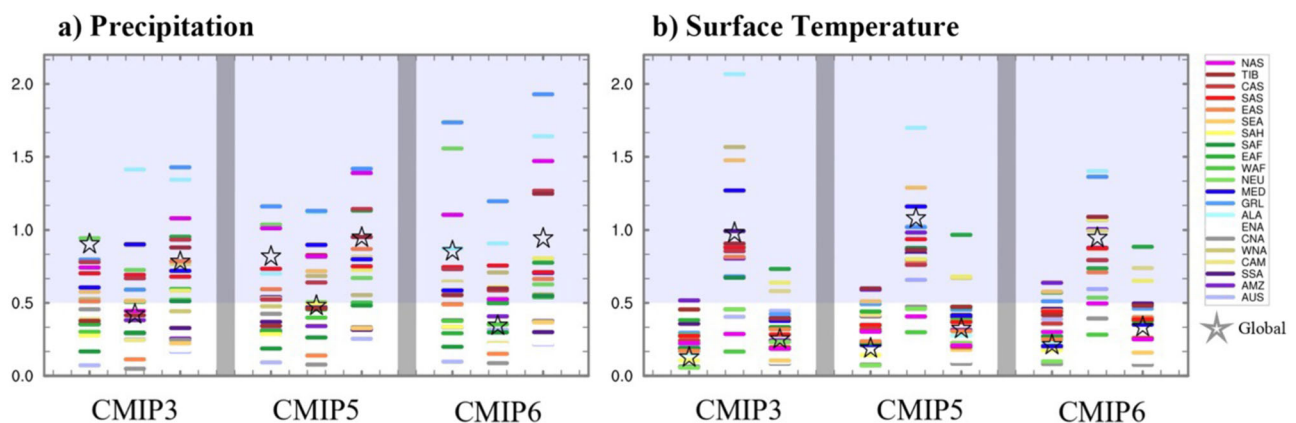 a) Precipitation
b) Surface Temperature
2.0
1.5
1.0
0.5
0.0
CMIP3
CMIP5
CMIP6
2.0
1.5
1.0
0.5
0.0
CMIP3
CMIP5
CMIP6
NAS
TIB
CAS
SAS
EAS
SEA
SAH
SAF
EAF
WAF
NEU
MED
GRL
ALA
ENA
CNA
WNA
CAM
SSA
AMZ
AUS
Global